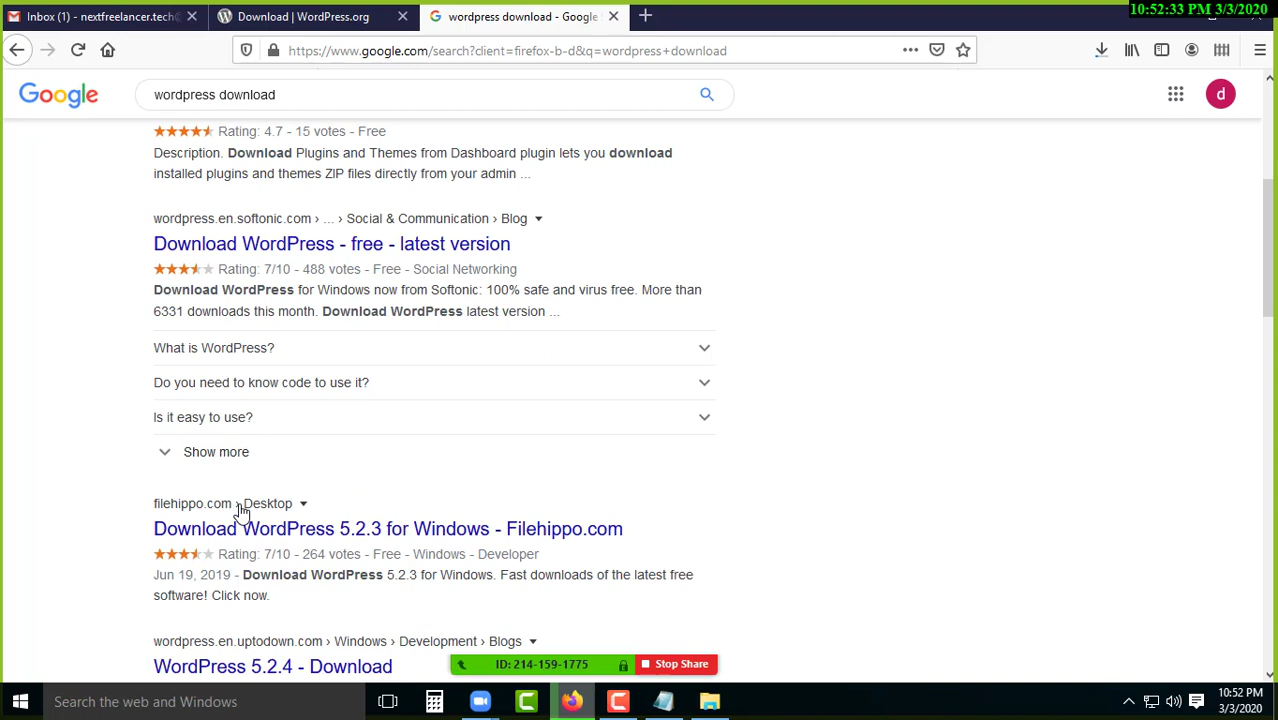 Inbox (1) - nextfreelancer.tech@
Download | WordPress.org
wordpress download - Google
10:52:33 PM 3/3/2020
https://www.google.com/search?client=firefox-b-d&q=wordpress+download
Google
wordpress download
d
Rating: 4.7 - 15 votes - Free
Description. Download Plugins and Themes from Dashboard plugin lets you download
installed plugins and themes ZIP files directly from your admin ...
wordpress.en.softonic.com › ... › Social & Communication › Blog
Download WordPress - free - latest version
Rating: 7/10 - 488 votes - Free - Social Networking
Download WordPress for Windows now from Softonic: 100% safe and virus free. More than
6331 downloads this month. Download WordPress latest version ...
What is WordPress?
Do you need to know code to use it?
Is it easy to use?
Show more
filehippo.com › Desktop
Download WordPress 5.2.3 for Windows - Filehippo.com
Rating: 7/10 - 264 votes - Free - Windows - Developer
Jun 19, 2019 - Download WordPress 5.2.3 for Windows. Fast downloads of the latest free
software! Click now.
wordpress.en.uptodown.com › Windows › Development › Blogs
WordPress 5.2.4 - Download
ID: 214-159-1775
Stop Share
Search the web and Windows
10:52 PM
3/3/2020